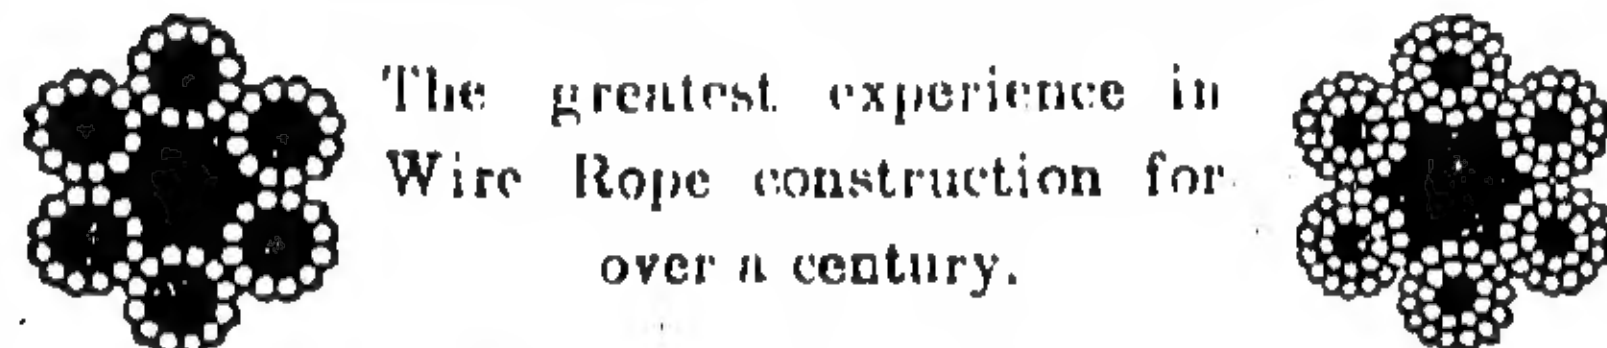 The greatest experience in
Wire Rope construction for
over a century.